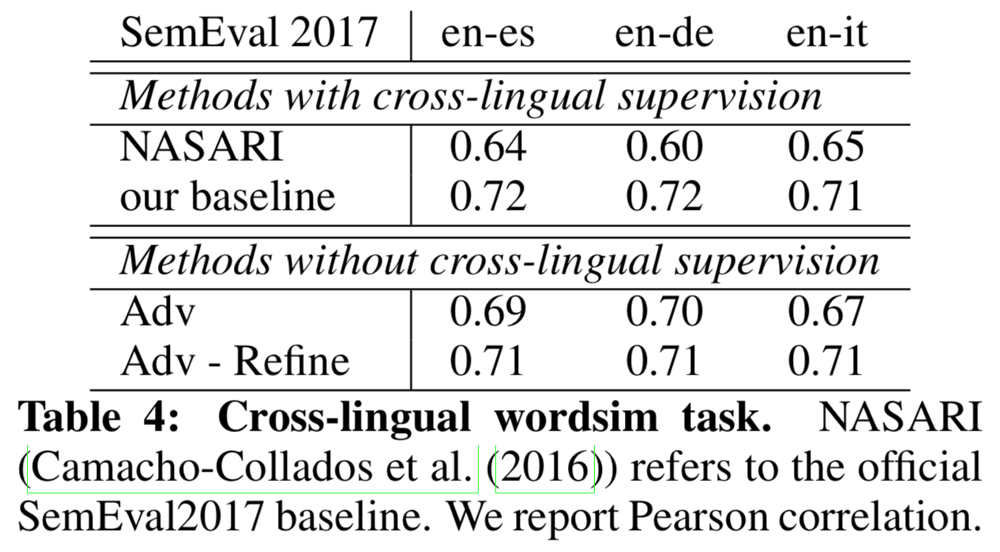 SemEval 2017 en-es en-de en-it
Methods with cross-lingual supervision
NASARI 0.64 0.60 0.65
our baseline 0.72 0.72 0.71
Methods without cross-lingual supervision
Adv 0.69 0.70 0.67
Adv - Refine 0.71 0.71 0.71
Table 4: Cross-lingual wordsim task. NASARI
(Camacho-Collados et al. (2016)) refers to the official
SemEval2017 baseline. We report Pearson correlation.